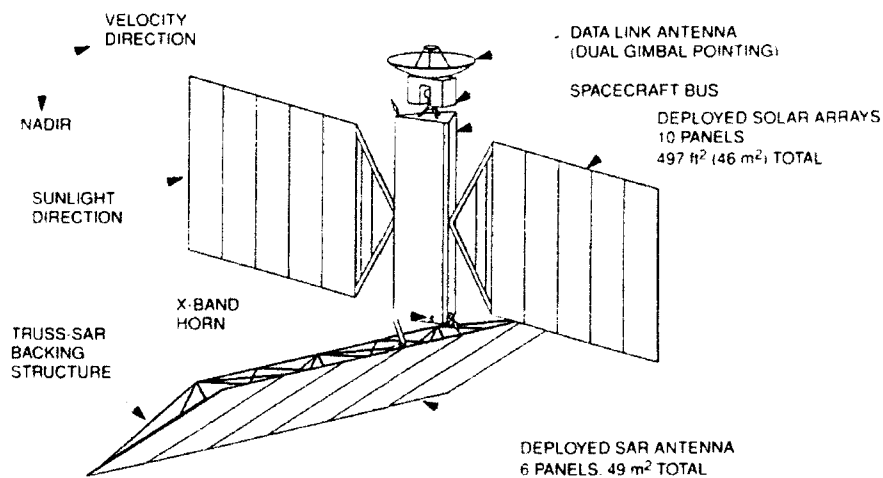 VELOCITY
DIRECTION
DATA LINK ANTENNA
(DUAL GIMBAL POINTING)
SPACECRAFT BUS
NADIR
DEPLOYED SOLAR ARRAYS
10 PANELS
497 ft² (46 m²) TOTAL
SUNLIGHT
DIRECTION
X-BAND
HORN
TRUSS-SAR
BACKING
STRUCTURE
DEPLOYED SAR ANTENNA
6 PANELS. 49 m² TOTAL